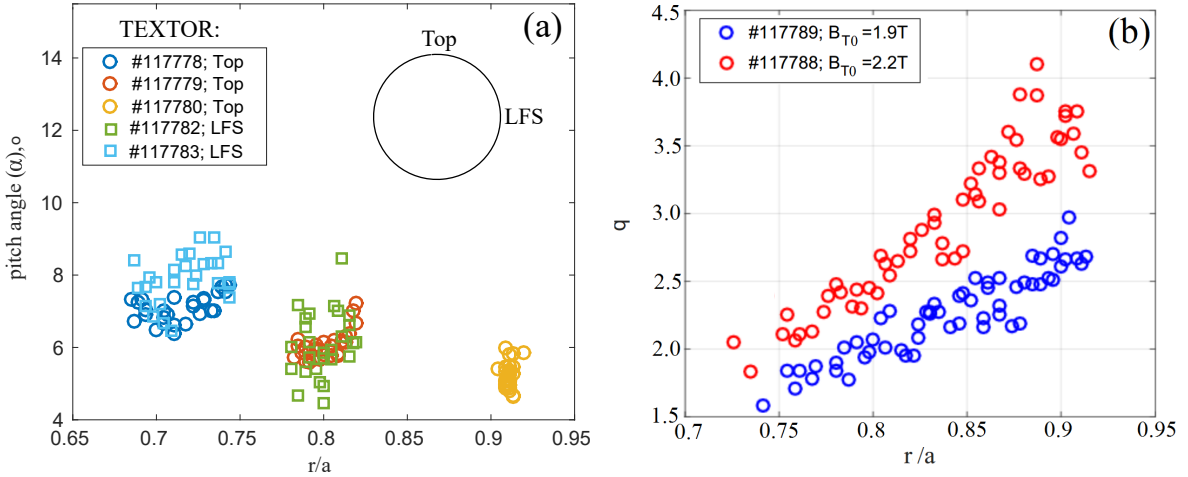 TEXTOR:
#117778; Top
#117779; Top
#117780; Top
#117782; LFS
#117783; LFS
(a)
Top
LFS
14
12
10
8
6
4
0.65 0.7 0.75 0.8 0.85 0.9 0.95
r/a
pitch angle (α),o
(b)
#117789; BT0 =1.9T
#117788; BT0 =2.2T
4.5
4.0
3.5
3.0
2.5
2.0
1.5
0.7 0.75 0.8 0.85 0.9 0.95
r /a
q